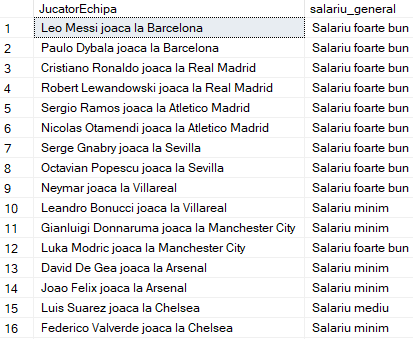 JucatorEchipa salariu_general
1 Leo Messi joaca la Barcelona Salariu foarte bun
2 Paulo Dybala joaca la Barcelona Salariu foarte bun
3 Cristiano Ronaldo joaca la Real Madrid Salariu foarte bun
4 Robert Lewandowski joaca la Real Madrid Salariu foarte bun
5 Sergio Ramos joaca la Atletico Madrid Salariu foarte bun
6 Nicolas Otamendi joaca la Atletico Madrid Salariu foarte bun
7 Serge Gnabry joaca la Sevilla Salariu foarte bun
8 Octavian Popescu joaca la Sevilla Salariu foarte bun
9 Neymar joaca la Villareal Salariu foarte bun
10 Leandro Bonucci joaca la Villareal Salariu minim
11 Gianluigi Donnaruma joaca la Manchester City Salariu minim
12 Luka Modric joaca la Manchester City Salariu foarte bun
13 David De Gea joaca la Arsenal Salariu minim
14 Joao Felix joaca la Arsenal Salariu minim
15 Luis Suarez joaca la Chelsea Salariu mediu
16 Federico Valverde joaca la Chelsea Salariu minim